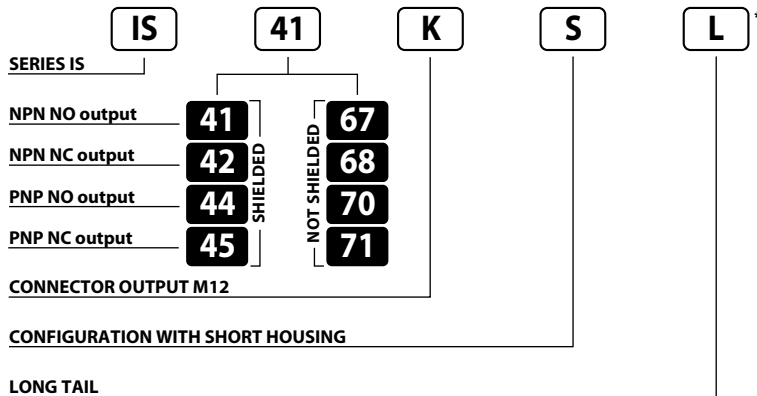 IS 41 K S L *
SERIES IS
NPN NO output 41 67
NPN NC output 42 68
PNP NO output 44 70
PNP NC output 45 71
SHIELDED
NOT SHIELDED
CONNECTOR OUTPUT M12
CONFIGURATION WITH SHORT HOUSING
LONG TAIL